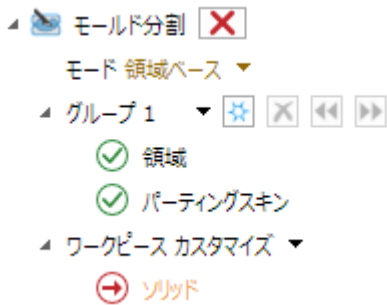 モールド分割
モード 領域ベース
グループ 1
領域
パーティングスキン
ワークピース カスタマイズ
ソリッド